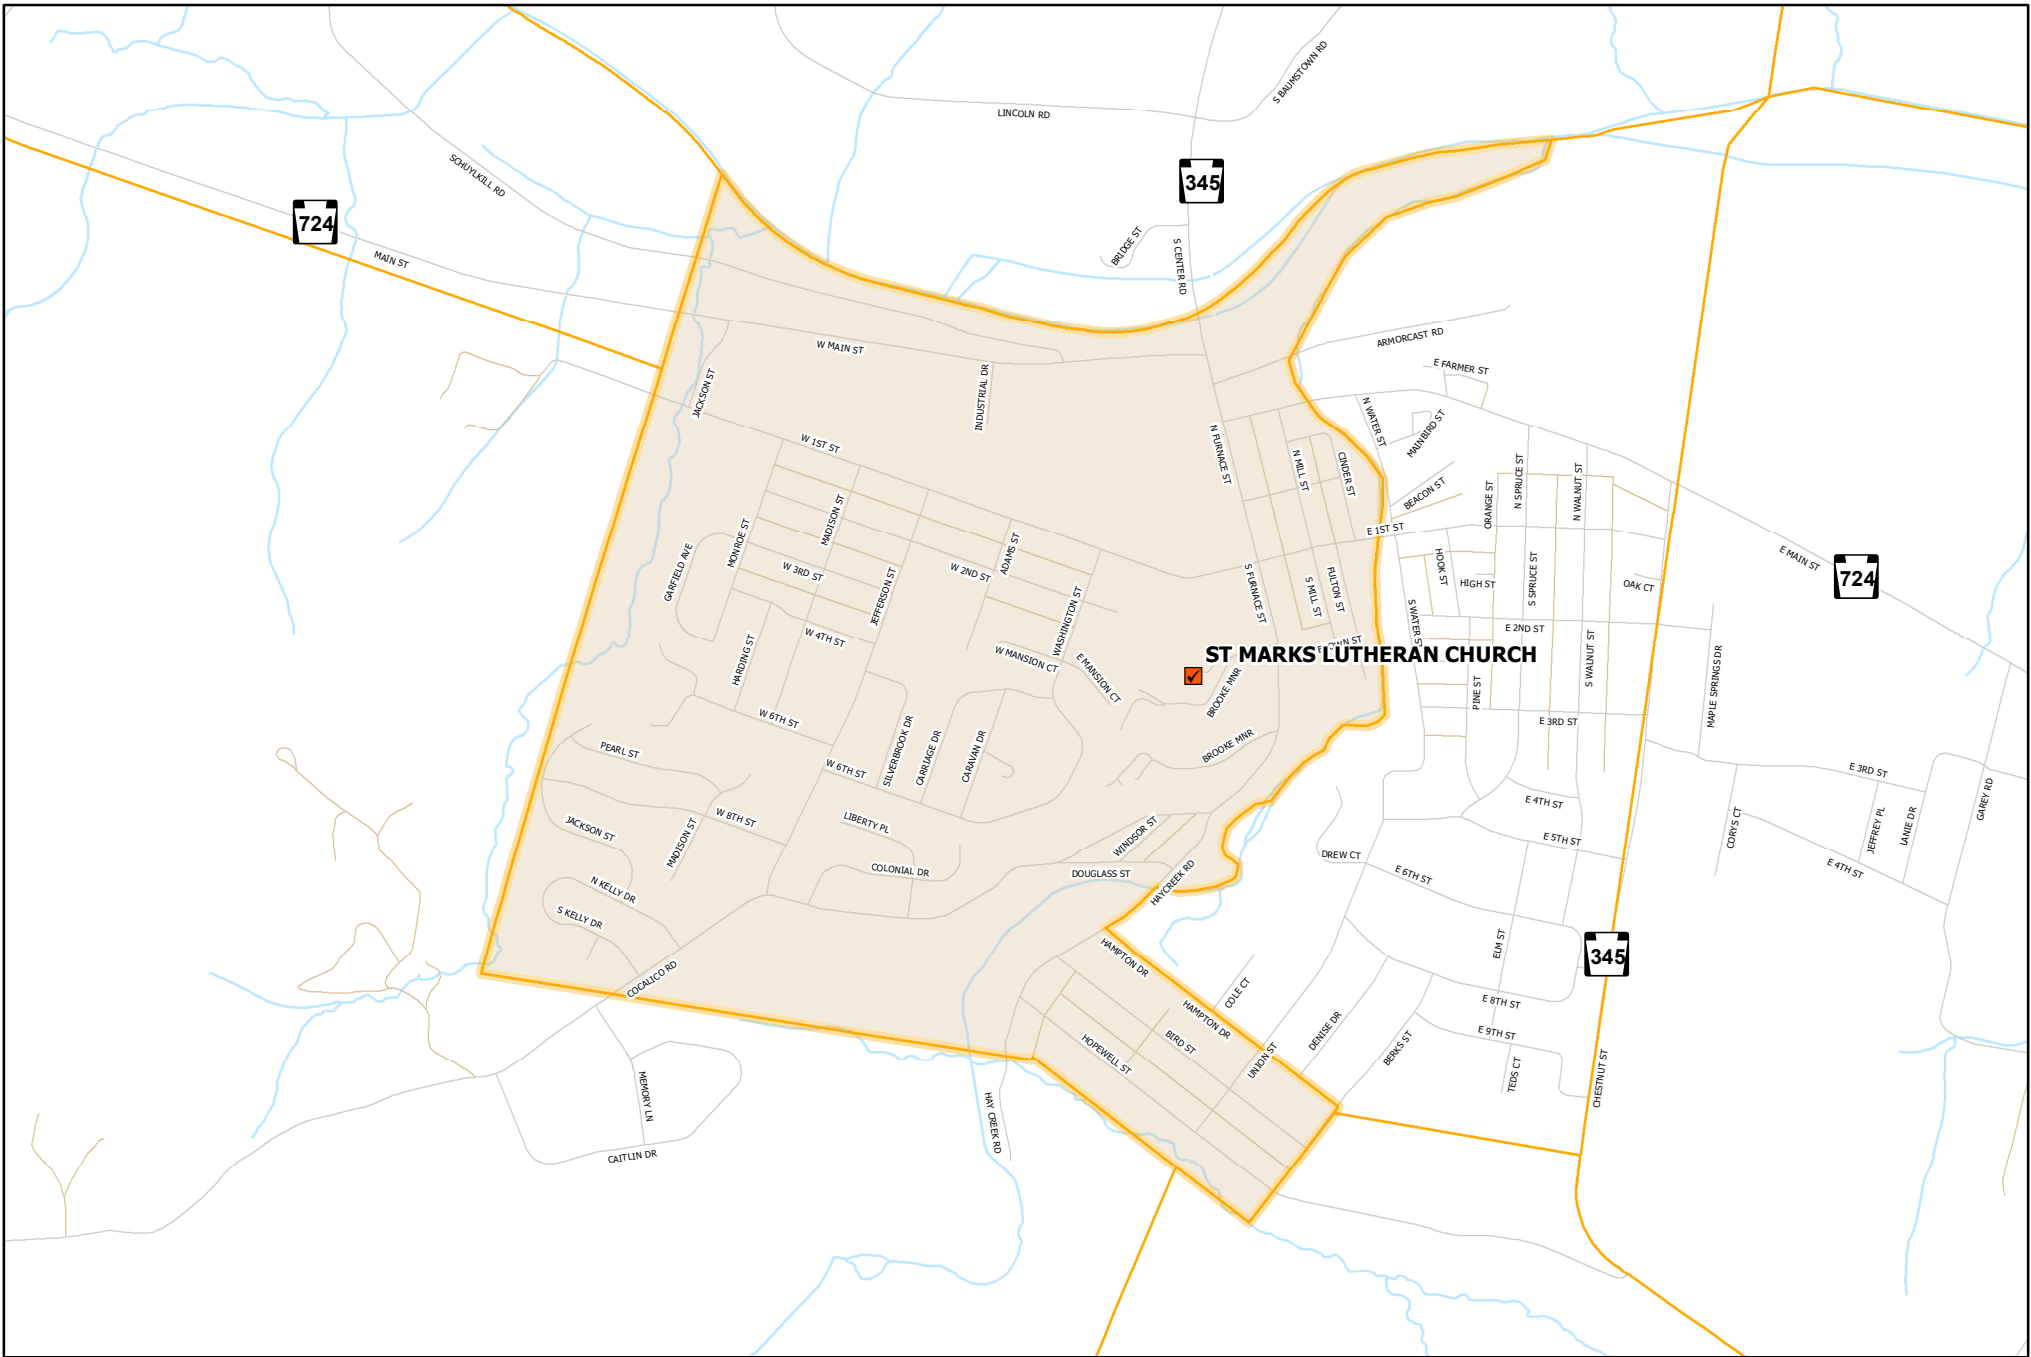 S BAUMSTOWN RD
LINCOLN RD
SCHUYLKILL RD
345
724
BRIDGE ST
S CENTER RD
MAIN ST
W MAIN ST
ARMORCAST RD
E FARMER ST
JACKSON ST
INDUSTRIAL DR
N WATER ST
MAINBIRD ST
W 1ST ST
N FURNACE ST
N MILL ST
CINDER ST
BEACON ST
ORANGE ST
N SPRUCE ST
N WALNUT ST
MADISON ST
MONROE ST
ADAMS ST
E 1ST ST
GARFIELD AVE
W 3RD ST
W 2ND ST
JEFFERSON ST
WASHINGTON ST
S FURNACE ST
S MILL ST
FULTON ST
HOOK ST
HIGH ST
S SPRUCE ST
OAK CT
E MAIN ST
724
W 4TH ST
HARDING ST
W MANSION CT
E MANSION CT
S WATER ST
E 2ND ST
S WALNUT ST
ST MARKS LUTHERAN CHURCH
BROOKE MNR
PINE ST
MAPLE SPRINGS DR
W 6TH ST
E 3RD ST
PEARL ST
SILVERBROOK DR
CARRIAGE DR
CARAVAN DR
BROOKE MNR
W 6TH ST
E 3RD ST
E 4TH ST
CORYS CT
JEFFREY PL
LANIE DR
GAREY RD
JACKSON ST
MADISON ST
W 8TH ST
LIBERTY PL
WINDSOR ST
E 5TH ST
DREW CT
COLONIAL DR
DOUGLASS ST
HAYCREEK RD
E 6TH ST
E 4TH ST
N KELLY DR
S KELLY DR
HAMPTON DR
ELM ST
345
COCALICO RD
COLE CT
HAMPTON DR
E 8TH ST
BIRD ST
HOPEWELL ST
UNION ST
DENISE DR
BERKS ST
E 9TH ST
TEDS CT
CHESTNUT ST
MEMORY LN
HAY CREEK RD
CAITLIN DR